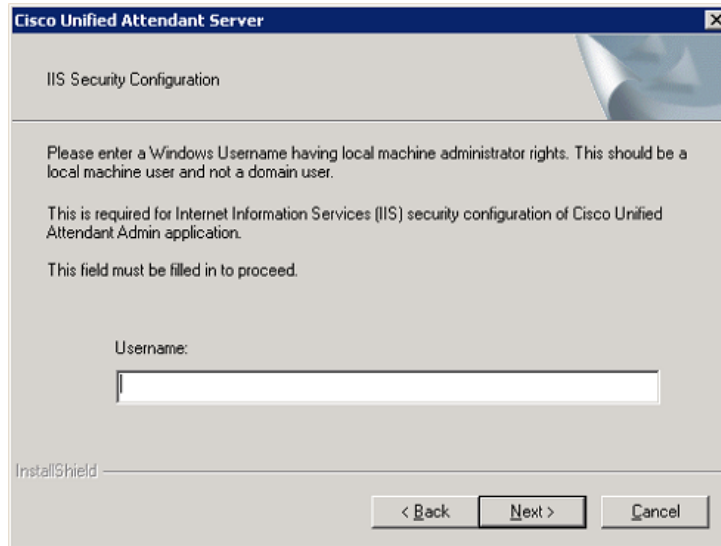 Cisco Unified Attendant Server
IIS Security Configuration
Please enter a Windows Username having local machine administrator rights. This should be a
local machine user and not a domain user.
This is required for Internet Information Services (IIS) security configuration of Cisco Unified
Attendant Admin application.
This field must be filled in to proceed.
Username:
InstallShield
< Back Next > Cancel